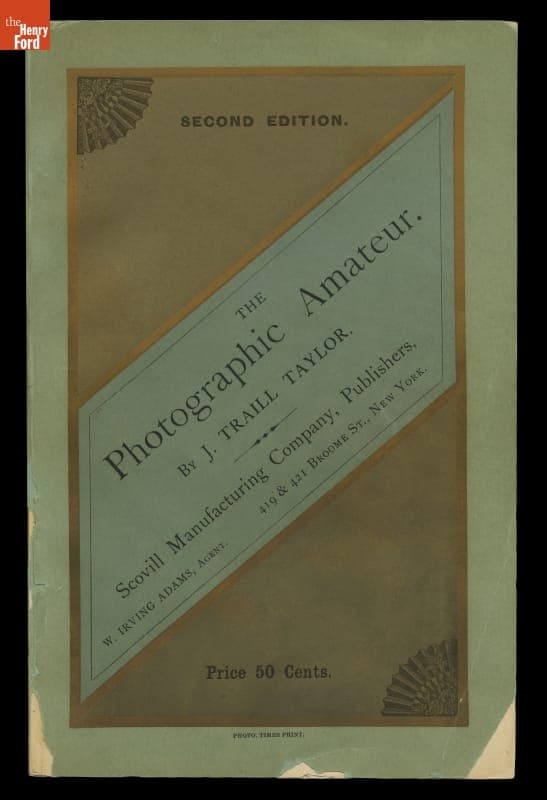 the
Henry
Ford
SECOND EDITION.
THE
Photographic Amateur.
BY J. TRAILL TAYLOR.
Scovill Manufacturing Company, Publishers,
W. IRVING ADAMS, AGENT. 419 & 421 BROOME ST., NEW YORK.
Price 50 Cents.
PHOTO. TIMES PRINT.